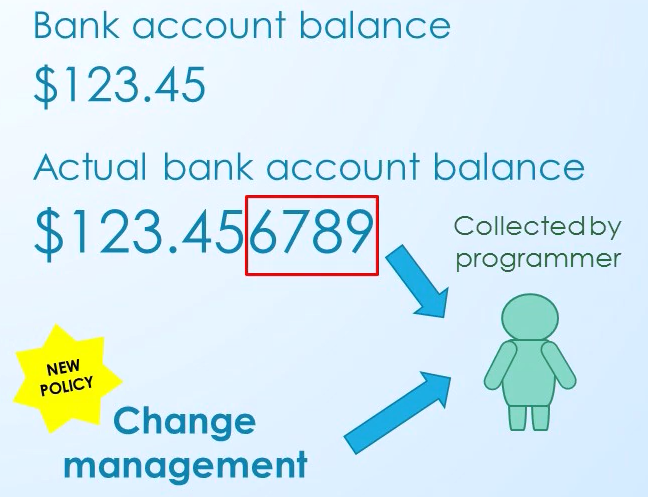 Bank account balance
$123.45
Actual bank account balance
$123.456789
Collected by
programmer
NEW
POLICY
Change
management